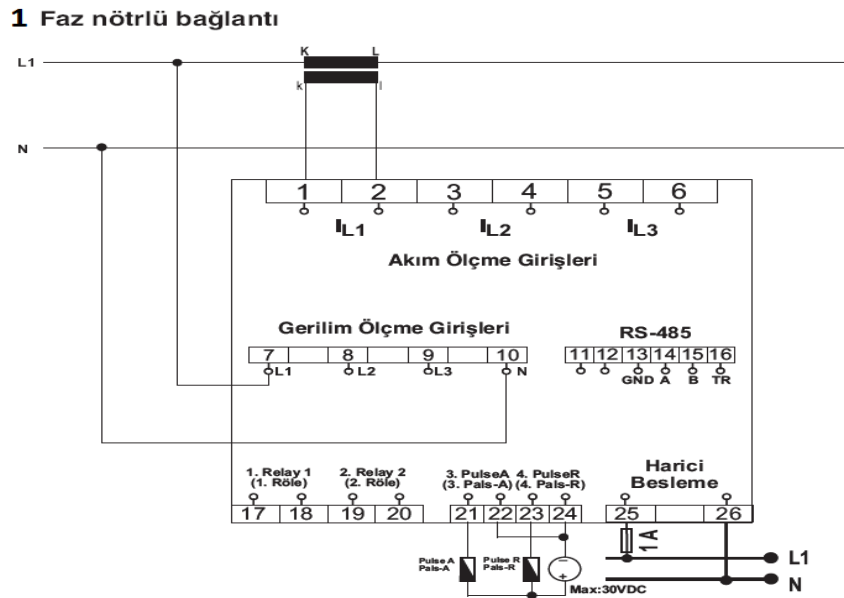 1 Faz nötrlü bağlantı
K L
L1
k l
N
1 2 3 4 5 6
IL1 IL2 IL3
Akım Ölçme Girişleri
Gerilim Ölçme Girişleri
RS-485
7 8 9 10
11 12 13 14 15 16
L1 L2 L3 N
GND A B TR
1. Relay 1
(1. Röle)
2. Relay 2
(2. Röle)
3. PulseA
(3. Pals-A)
4. PulseR
(4. Pals-R)
Harici
Besleme
17 18 19 20
21 22 23 24
25 26
1 A
Pulse A
Pals-A
Pulse R
Pals-R
− +
Max:30VDC
L1
N